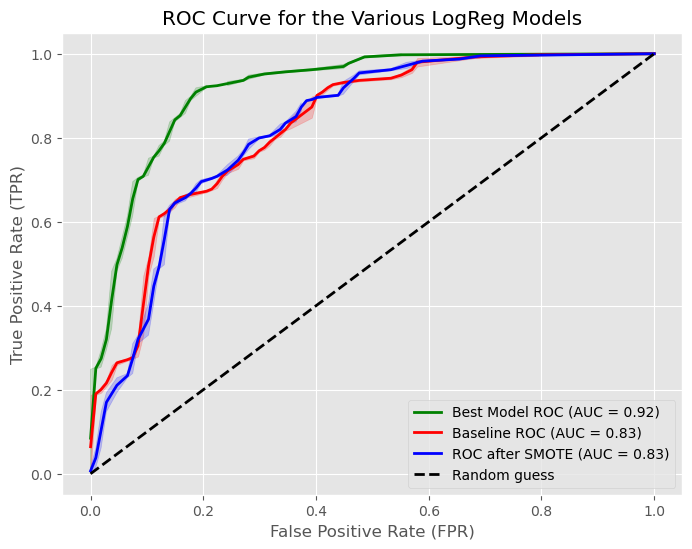 ROC Curve for the Various LogReg Models
True Positive Rate (TPR)
1.0
0.8
0.6
0.4
0.2
0.0
0.0 0.2 0.4 0.6 0.8 1.0
False Positive Rate (FPR)
Best Model ROC (AUC = 0.92)
Baseline ROC (AUC = 0.83)
ROC after SMOTE (AUC = 0.83)
Random guess